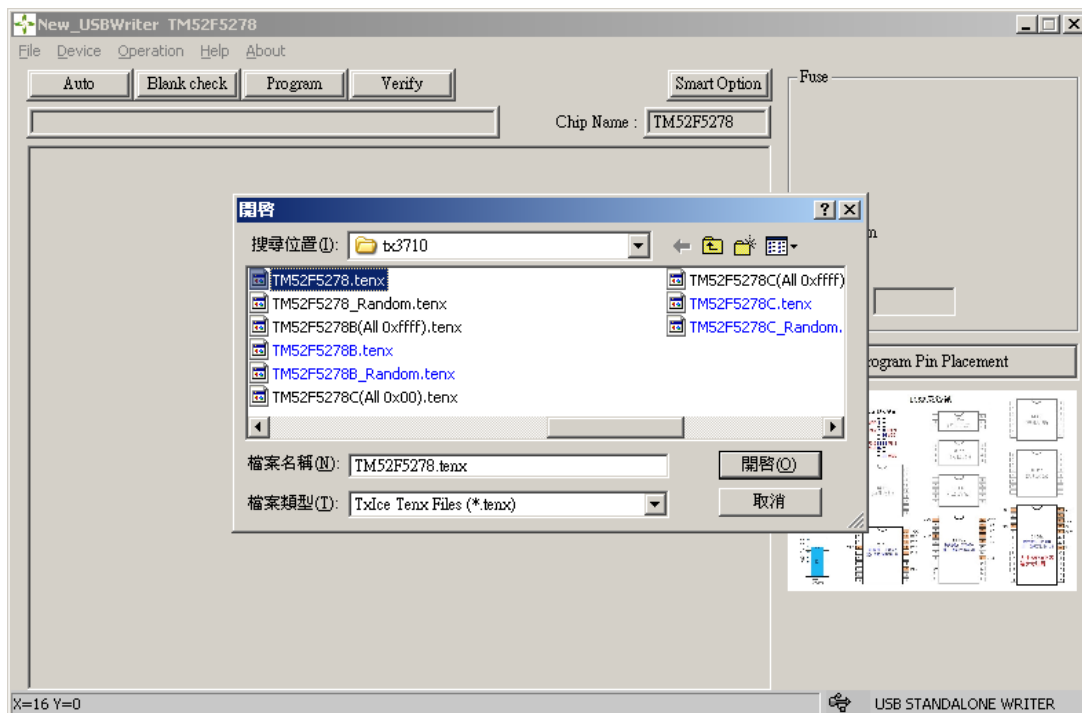 New_USBWriter TM52F5278
File Device Operation Help About
Auto Blank check Program Verify Smart Option
Fuse
Chip Name : TM52F5278
開啓
搜尋位置(I): tx3710
TM52F5278.tenx
TM52F5278_Random.tenx
TM52F5278B(All 0xffff).tenx
TM52F5278B.tenx
TM52F5278B_Random.tenx
TM52F5278C(All 0x00).tenx
TM52F5278C(All 0xffff)
TM52F5278C.tenx
TM52F5278C_Random.
檔案名稱(N): TM52F5278.tenx
開啓(O)
檔案類型(T): TxIce Tenx Files (*.tenx)
取消
Pin Placement
X=16 Y=0
USB STANDALONE WRITER